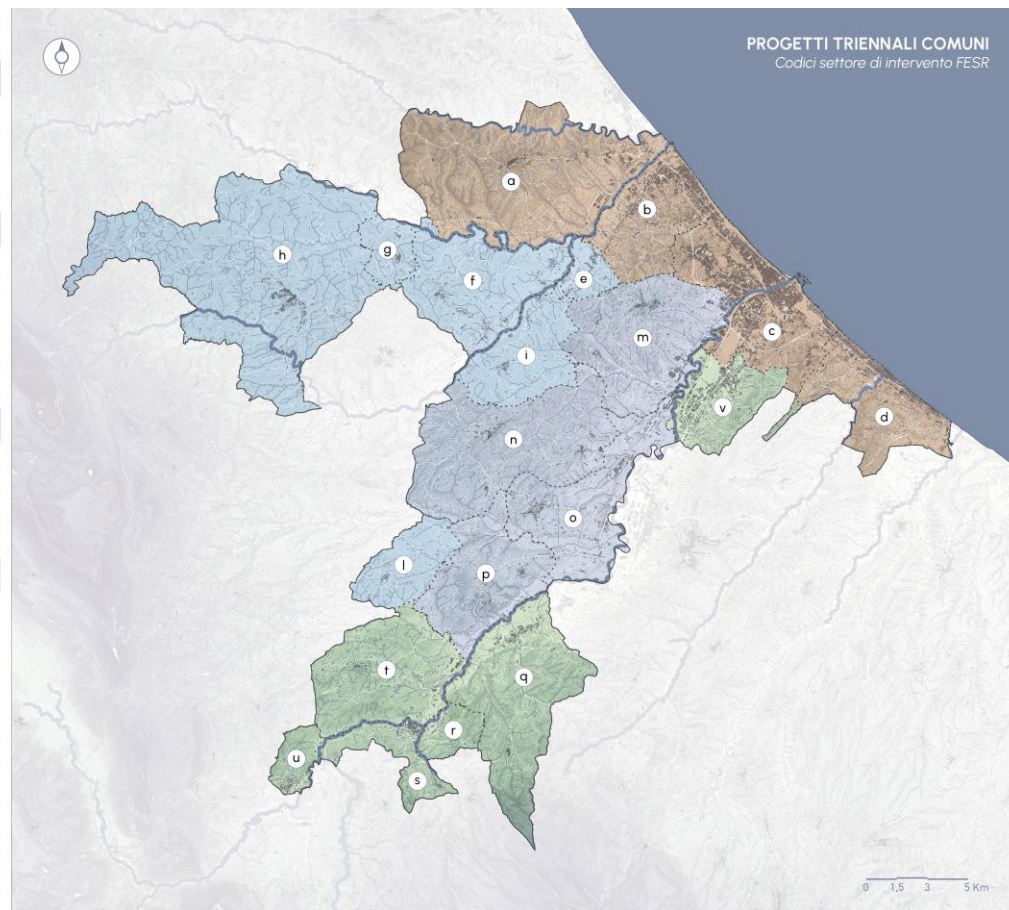 PROGETTI TRIENNALI COMUNI
Codici settore di intervento FESR
a
b
g
h
f
e
c
i
m
v
d
n
o
l
p
t
q
r
u
s
0 1,5 3 5 Km